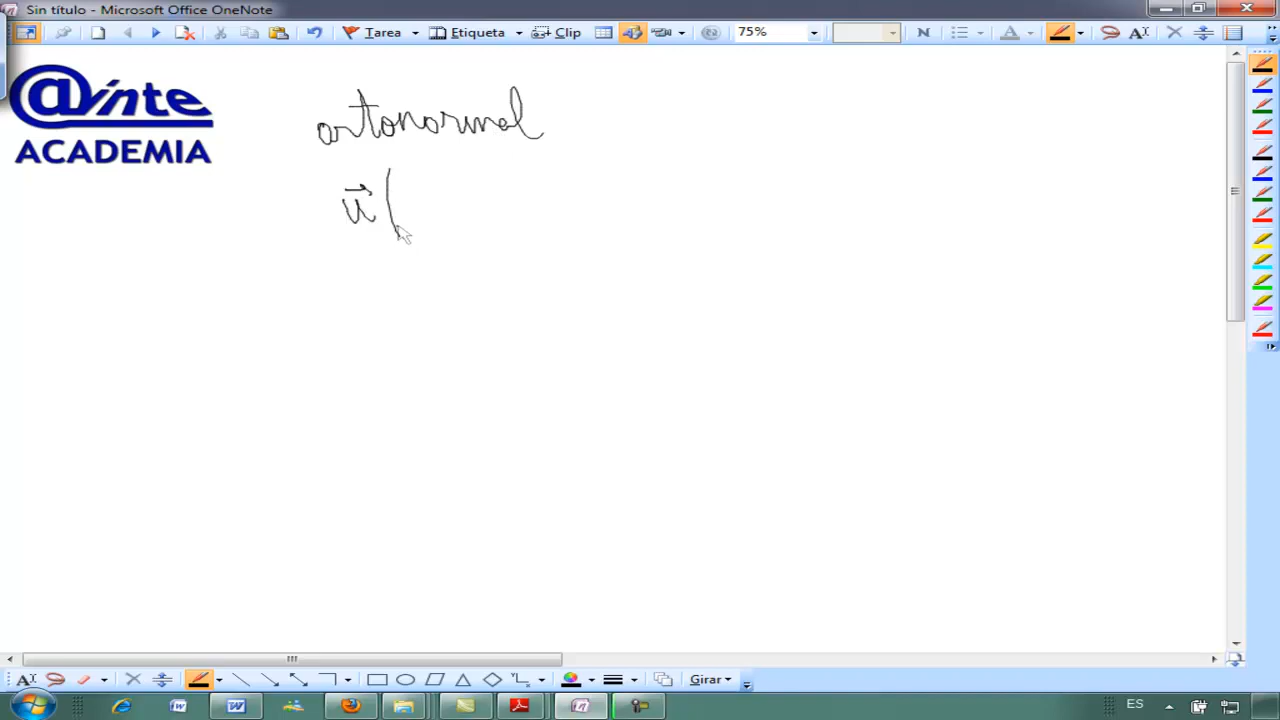 Sin título - Microsoft Office OneNote
Tarea Etiqueta Clip 75% N A A
@inte
ACADEMIA
ortonormal
u⃗ (
A Girar
ES